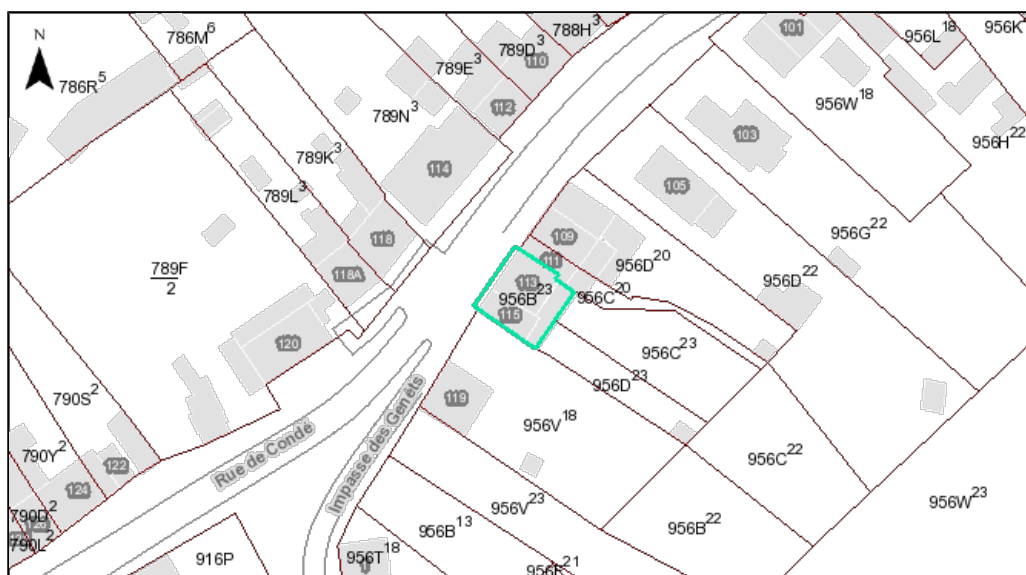 N
786M⁶
786R⁵
788H³
789D³
110
789E³
112
789N³
114
789K³
789L³
118
118A
789F
2
120
790S²
790Y²
122
124
790D²
790L²
Rue de Condé
Impasse des Genêts
916P
101
956L¹⁸
956K
956W¹⁸
956H²²
103
105
956G²²
109
111
956D²⁰
956D²²
113
956B²³
956C²⁰
115
956C²³
956D²³
119
956V¹⁸
956C²²
956V²³
956W²³
956B¹³
956B²²
956T¹⁸
956F²¹